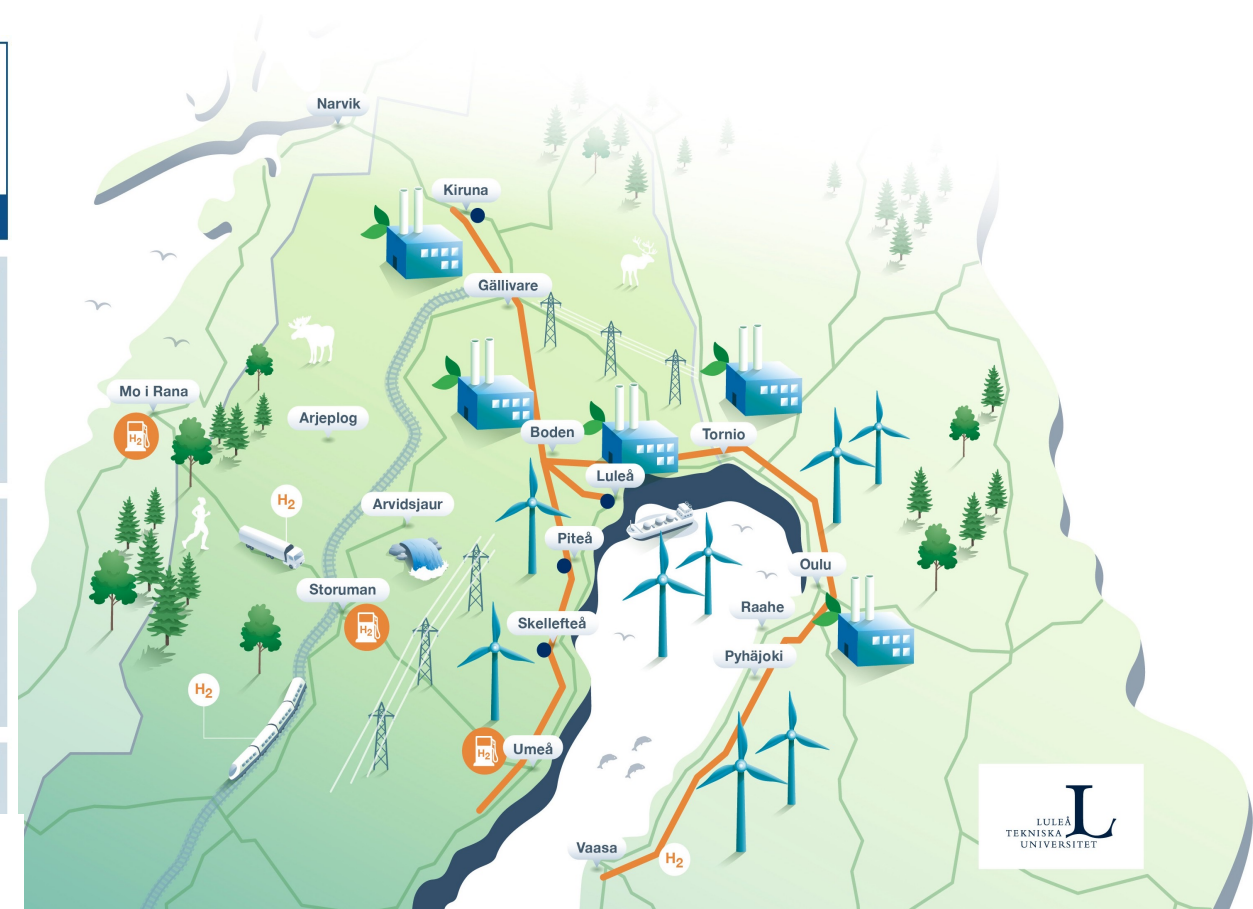 Narvik
Kiruna
Gällivare
Mo i Rana
H2
Arjeplog
Boden
Tornio
Luleå
H2
Arvidsjaur
Piteå
Oulu
Storuman
H2
Raahe
Skellefteå
Pyhäjoki
H2
H2
Umeå
Vaasa
H2
LULEÅ
TEKNISKA
UNIVERSITET
L